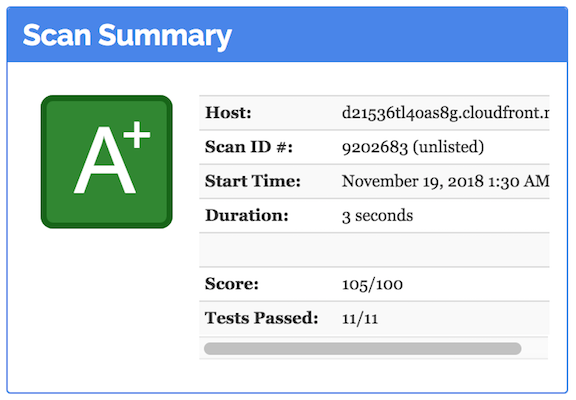 Scan Summary
A+
Host: d21536tl40as8g.cloudfront.r
Scan ID #: 9202683 (unlisted)
Start Time: November 19, 2018 1:30 AM
Duration: 3 seconds
Score: 105/100
Tests Passed: 11/11